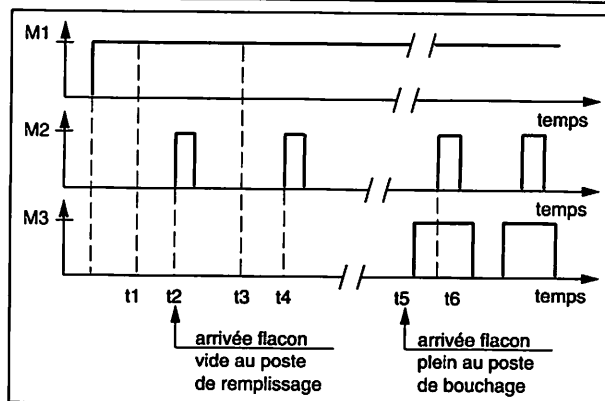 M1
temps
M2
temps
M3
t1 t2 t3 t4 t5 t6 temps
arrivée flacon
vide au poste
de remplissage
arrivée flacon
plein au poste
de bouchage